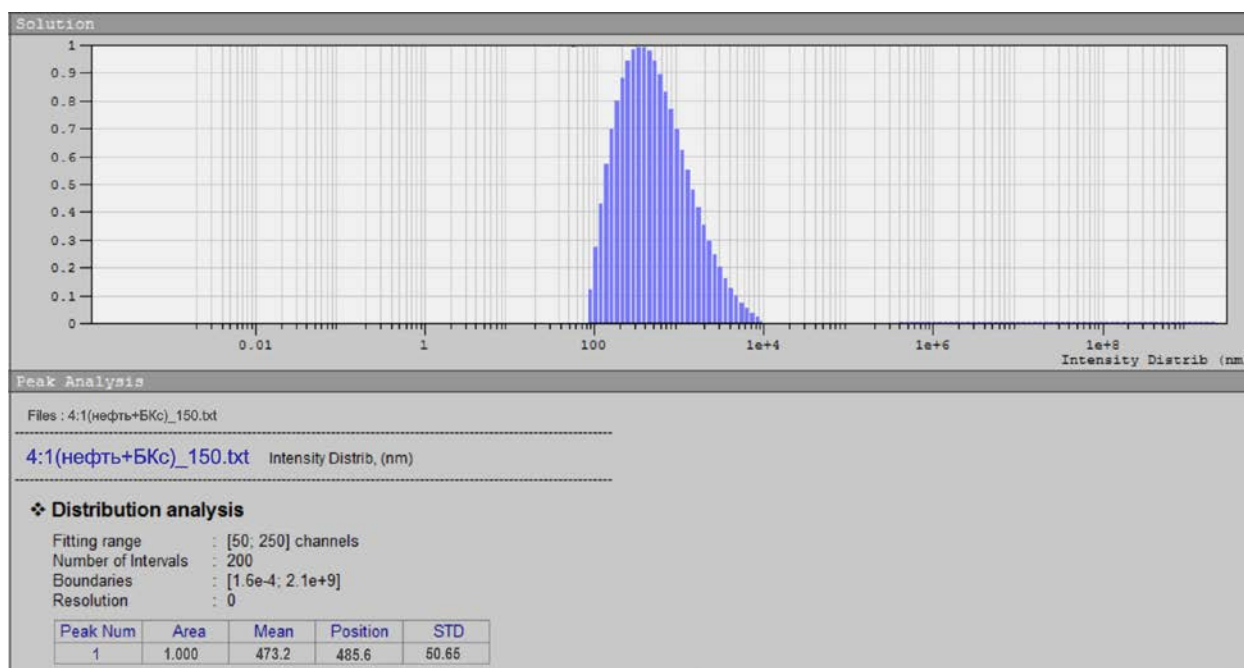 Solution
1
0.9
0.8
0.7
0.6
0.5
0.4
0.3
0.2
0.1
0
0.01 1 100 1e+4 1e+6 1e+8
Intensity Distrib (nm
Peak Analysis
Files : 4:1(нефть+БКс)_150.txt
4:1(нефть+БКс)_150.txt Intensity Distrib, (nm)
❖ Distribution analysis
Fitting range : [50; 250] channels
Number of Intervals : 200
Boundaries : [1.6e-4; 2.1e+9]
Resolution : 0
Peak Num Area Mean Position STD
1 1.000 473.2 485.6 50.65